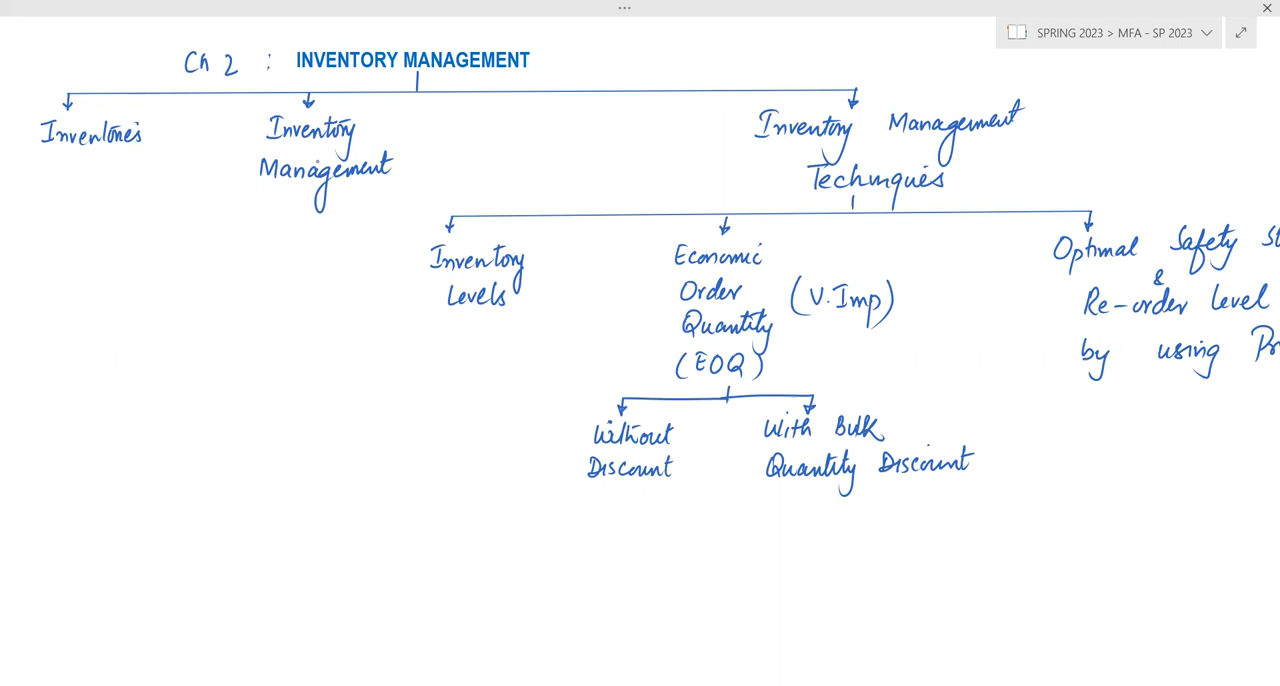 SPRING 2023 > MFA - SP 2023
Ch 2 : INVENTORY MANAGEMENT
Inventories
Inventory
Management
Inventory Management
Techniques
Inventory
Levels
Economic
Order
Quantity
(EOQ)
(V.Imp)
Optimal Safety
&
Re-order level
by using
Without
Discount
With Bulk
Quantity Discount